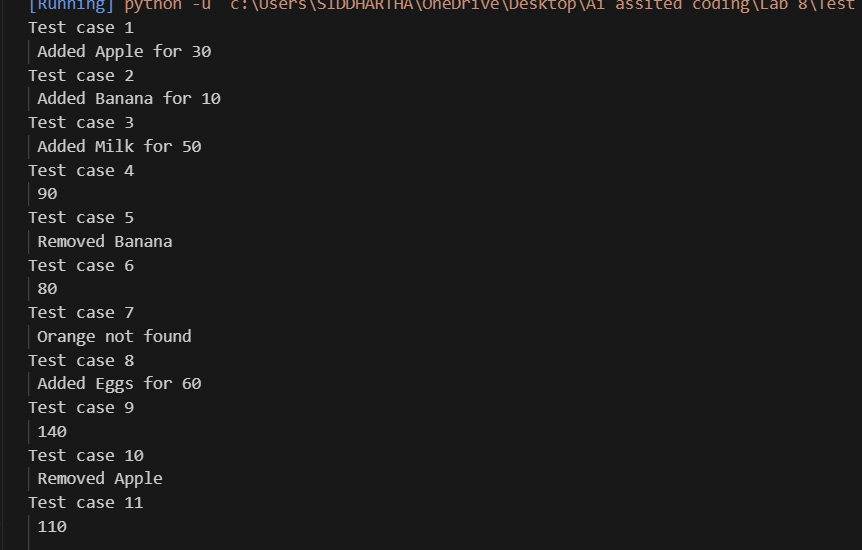 [Running] python -u "c:\Users\SIDDHARTHA\OneDrive\Desktop\Ai assited coding\Lab 8\Test
Test case 1
Added Apple for 30
Test case 2
Added Banana for 10
Test case 3
Added Milk for 50
Test case 4
90
Test case 5
Removed Banana
Test case 6
80
Test case 7
Orange not found
Test case 8
Added Eggs for 60
Test case 9
140
Test case 10
Removed Apple
Test case 11
110